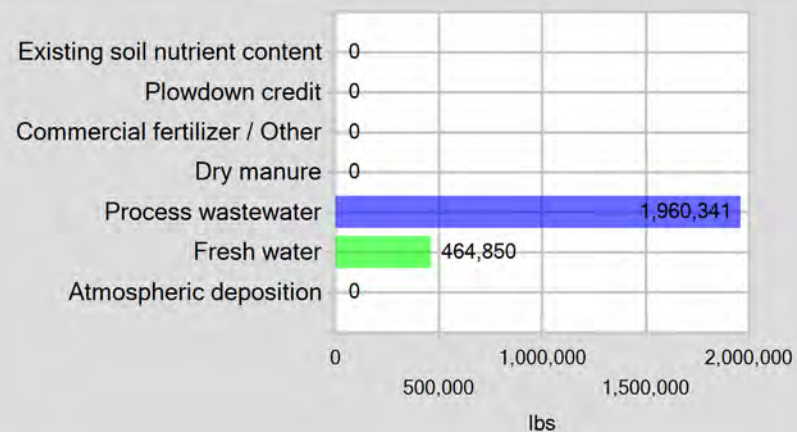 Existing soil nutrient content 0
Plowdown credit 0
Commercial fertilizer / Other 0
Dry manure 0
Process wastewater 1,960,341
Fresh water 464,850
Atmospheric deposition 0
0 1,000,000 2,000,000
500,000 1,500,000
lbs